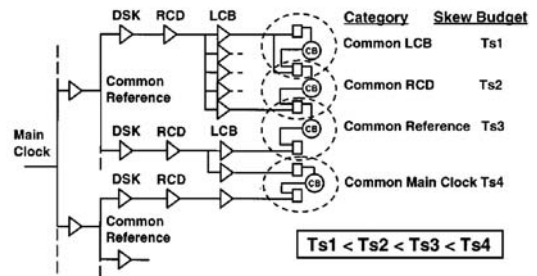 DSK RCD LCB Category Skew Budget
CB Common LCB Ts1
Common
Reference
CB Common RCD Ts2
Main
Clock
DSK RCD LCB
CB Common Reference Ts3
DSK RCD
CB Common Main Clock Ts4
Common
Reference
Ts1 < Ts2 < Ts3 < Ts4